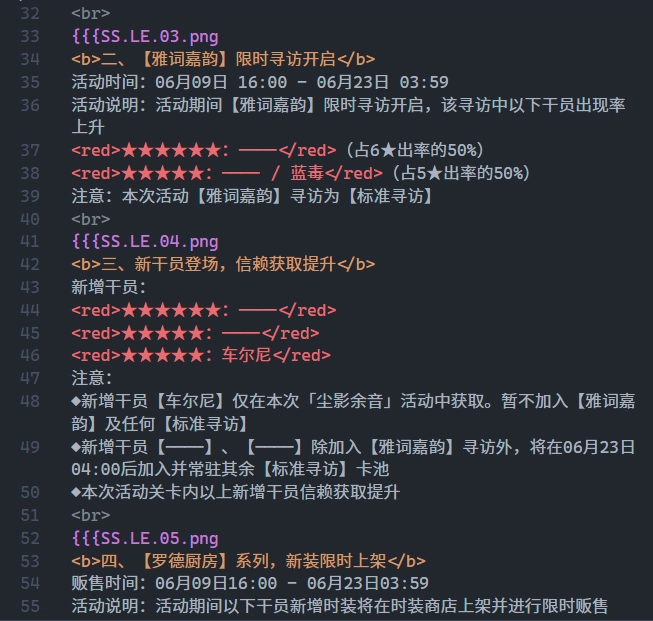 32 <br>
33 {{{SS.LE.03.png
34 <b>二、【雅词嘉韵】限时寻访开启</b>
35 活动时间：06月09日 16:00 - 06月23日 03:59
36 活动说明：活动期间【雅词嘉韵】限时寻访开启，该寻访中以下干员出现率
上升
37 <red>★★★★★★：────</red>（占6★出率的50%）
38 <red>★★★★★：──── / 蓝毒</red>（占5★出率的50%）
39 注意：本次活动【雅词嘉韵】寻访为【标准寻访】
40 <br>
41 {{{SS.LE.04.png
42 <b>三、新干员登场，信赖获取提升</b>
43 新增干员：
44 <red>★★★★★★：────</red>
45 <red>★★★★★：────</red>
46 <red>★★★★★：车尔尼</red>
47 注意：
48 ◆新增干员【车尔尼】仅在本次「尘影余音」活动中获取。暂不加入【雅词嘉
韵】及任何【标准寻访】
49 ◆新增干员【────】、【────】除加入【雅词嘉韵】寻访外，将在06月23日
04:00后加入并常驻其余【标准寻访】卡池
50 ◆本次活动关卡内以上新增干员信赖获取提升
51 <br>
52 {{{SS.LE.05.png
53 <b>四、【罗德厨房】系列，新装限时上架</b>
54 贩售时间：06月09日16:00 - 06月23日03:59
55 活动说明：活动期间以下干员新增时装将在时装商店上架并进行限时贩售